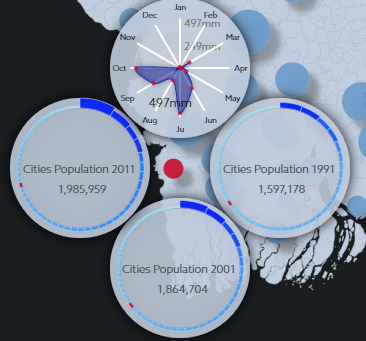 Jan
Dec Feb
497mm
Nov Mar
249mm
Oct Apr
Sep May
497mm
Aug Jun
Ju
Cities Population 2011
1,985,959
Cities Population 1991
1,597,178
Cities Population 2001
1,864,704